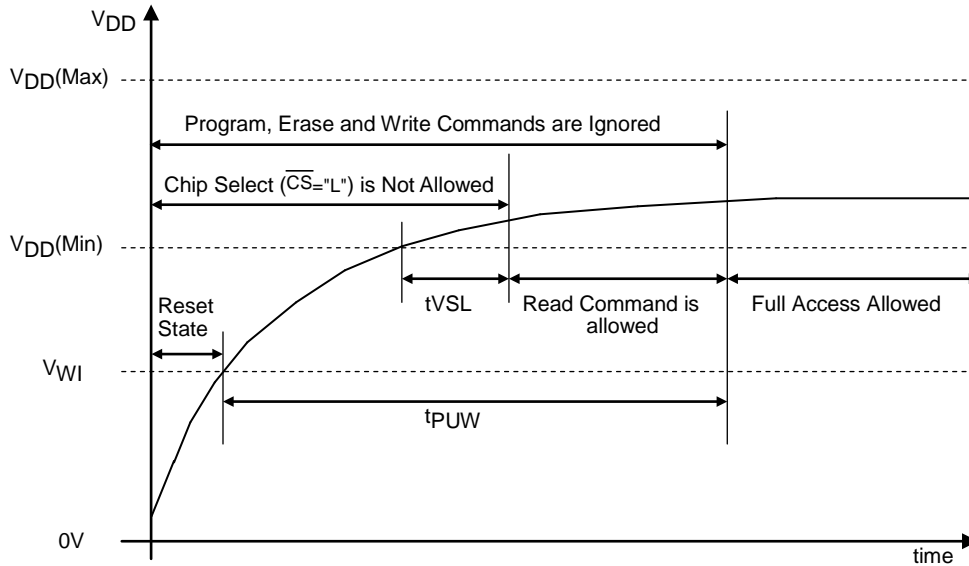 VDD
VDD(Max)
Program, Erase and Write Commands are Ignored
Chip Select (C̅S̅="L") is Not Allowed
VDD(Min)
tVSL
Read Command is
allowed
Full Access Allowed
Reset
State
VWI
tPUW
0V
time